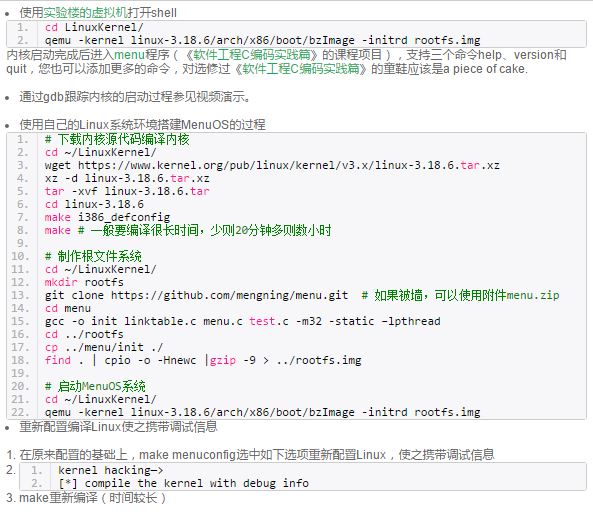 使用实验楼的虚拟机打开shell
1. cd LinuxKernel/
2. qemu -kernel linux-3.18.6/arch/x86/boot/bzImage -initrd rootfs.img
内核启动完成后进入menu程序（《软件工程C编码实践篇》的课程项目），支持三个命令help、version和
quit，您也可以添加更多的命令，对选修过《软件工程C编码实践篇》的童鞋应该是a piece of cake.
通过gdb跟踪内核的启动过程参见视频演示。
使用自己的Linux系统环境搭建MenuOS的过程
1. # 下载内核源代码编译内核
2. cd ~/LinuxKernel/
3. wget https://www.kernel.org/pub/linux/kernel/v3.x/linux-3.18.6.tar.xz
4. xz -d linux-3.18.6.tar.xz
5. tar -xvf linux-3.18.6.tar
6. cd linux-3.18.6
7. make i386_defconfig
8. make # 一般要编译很长时间，少则20分钟多则数小时
9.
10. # 制作根文件系统
11. cd ~/LinuxKernel/
12. mkdir rootfs
13. git clone https://github.com/mengning/menu.git # 如果被墙，可以使用附件menu.zip
14. cd menu
15. gcc -o init linktable.c menu.c test.c -m32 -static –lpthread
16. cd ../rootfs
17. cp ../menu/init ./
18. find . | cpio -o -Hnewc |gzip -9 > ../rootfs.img
19.
20. # 启动MenuOS系统
21. cd ~/LinuxKernel/
22. qemu -kernel linux-3.18.6/arch/x86/boot/bzImage -initrd rootfs.img
重新配置编译Linux使之携带调试信息
1. 在原来配置的基础上，make menuconfig选中如下选项重新配置Linux，使之携带调试信息
2. 1. kernel hacking—>
2. [*] compile the kernel with debug info
3. make重新编译（时间较长）